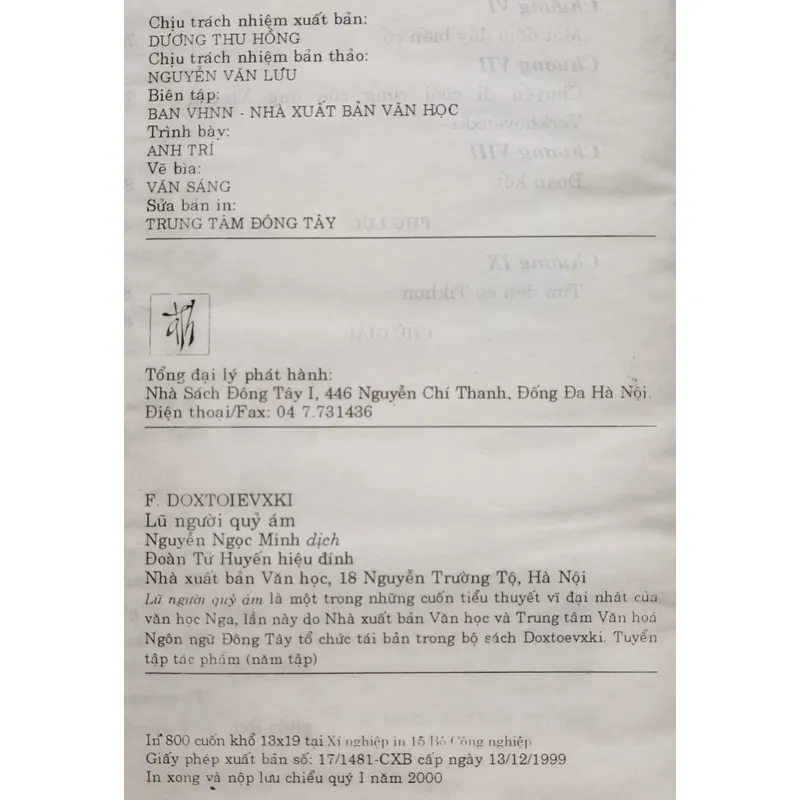 Chịu trách nhiệm xuất bản:
DƯƠNG THU HỒNG
Chịu trách nhiệm bản thảo:
NGUYỄN VĂN LƯU
Biên tập:
BAN VHNN - NHÀ XUẤT BẢN VĂN HỌC
Trình bày:
ANH TRÍ
Vẽ bìa:
VĂN SÁNG
Sửa bản in:
TRUNG TÂM ĐÔNG TÂY
Tổng đại lý phát hành:
Nhà Sách Đông Tây I, 446 Nguyễn Chí Thanh, Đống Đa Hà Nội.
Điện thoại/Fax: 04 7.731436
F. DOXTOIEVXKI
Lũ người quỷ ám
Nguyễn Ngọc Minh dịch
Đoàn Tử Huyến hiệu đính
Nhà xuất bản Văn học, 18 Nguyễn Trường Tộ, Hà Nội
Lũ người quỷ ám là một trong những cuốn tiểu thuyết vĩ đại nhất của
văn học Nga, lần này do Nhà xuất bản Văn học và Trung tâm Văn hoá
Ngôn ngữ Đông Tây tổ chức tái bản trong bộ sách Doxtoevxki. Tuyển
tập tác phẩm (năm tập)
In 800 cuốn khổ 13x19 tại Xí nghiệp in 15 Bộ Công nghiệp
Giấy phép xuất bản số: 17/1481-CXB cấp ngày 13/12/1999
In xong và nộp lưu chiểu quý I năm 2000